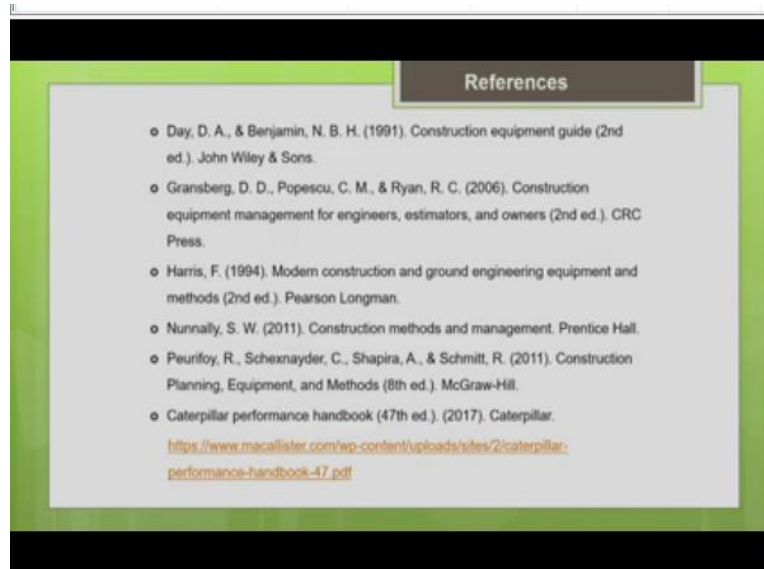 References
Day, D. A., & Benjamin, N. B. H. (1991). Construction equipment guide (2nd
ed.). John Wiley & Sons.
Gransberg, D. D., Popescu, C. M., & Ryan, R. C. (2006). Construction
equipment management for engineers, estimators, and owners (2nd ed.). CRC
Press.
Harris, F. (1994). Modern construction and ground engineering equipment and
methods (2nd ed.). Pearson Longman.
Nunnally, S. W. (2011). Construction methods and management. Prentice Hall.
Peurifoy, R., Schexnayder, C., Shapira, A., & Schmitt, R. (2011). Construction
Planning, Equipment, and Methods (8th ed.). McGraw-Hill.
Caterpillar performance handbook (47th ed.). (2017). Caterpillar.
https://www.macallister.com/wp-content/uploads/sites/2/caterpillar-
performance-handbook-47.pdf